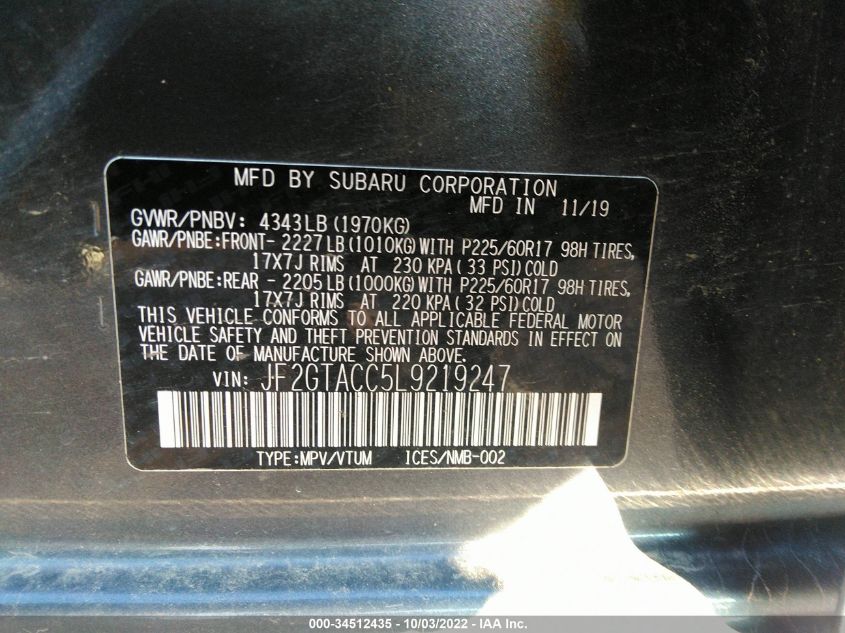 MFD BY SUBARU CORPORATION
MFD IN 11/19
GVWR/PNBV: 4343LB(1970KG)
GAWR/PNBE:FRONT- 2227LB(1010KG)WITH P225/60R17 98H TIRES,
17X7J RIMS AT 230 KPA(33 PSI)COLD
GAWR/PNBE:REAR - 2205LB(1000KG)WITH P225/60R17 98H TIRES,
17X7J RIMS AT 220 KPA(32 PSI)COLD
THIS VEHICLE CONFORMS TO ALL APPLICABLE FEDERAL MOTOR
VEHICLE SAFETY AND THEFT PREVENTION STANDARDS IN EFFECT ON
THE DATE OF MANUFACTURE SHOWN ABOVE.
VIN: JF2GTACC5L9219247
TYPE:MPV/VTUM ICES/NMB-002
000-34512435 - 10/03/2022 - IAA Inc.